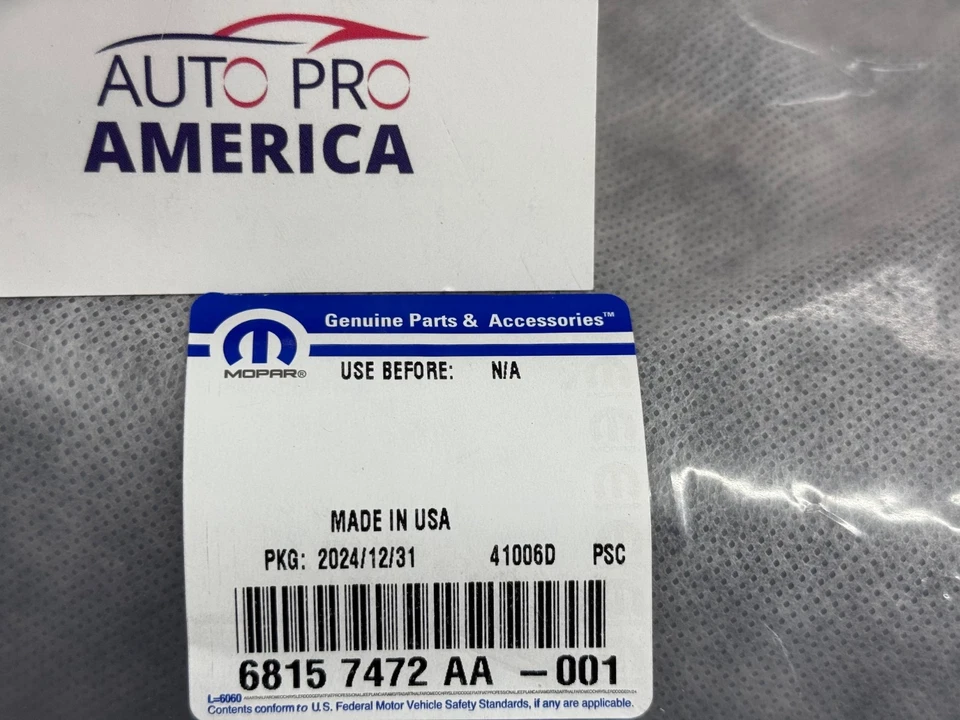 AUTO PRO
AMERICA
Genuine Parts & Accessories™
MOPAR®
USE BEFORE: N/A
MADE IN USA
PKG: 2024/12/31 41006D PSC
6815 7472 AA -001
L=6060
Contents conform to U.S. Federal Motor Vehicle Safety Standards, if any are applicable.